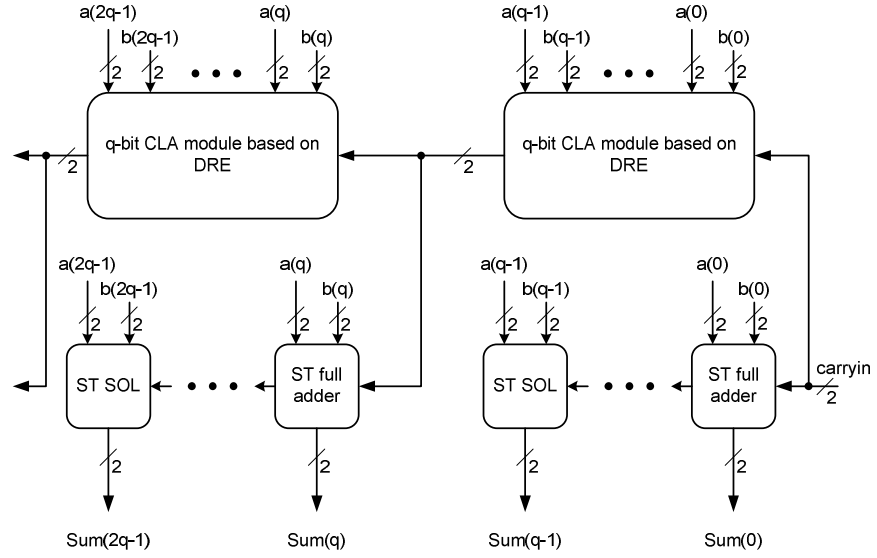 a(2q-1) a(q) a(q-1) a(0)
b(2q-1) b(q) b(q-1) b(0)
2 2 2 2 2 2 2 2
q-bit CLA module based on DRE
q-bit CLA module based on DRE
2 2
a(2q-1) a(q) a(q-1) a(0)
b(2q-1) b(q) b(q-1) b(0)
2 2 2 2 2 2 2 2
ST SOL
ST full adder
ST SOL
ST full adder
carryin
2
2 2 2 2
Sum(2q-1) Sum(q) Sum(q-1) Sum(0)